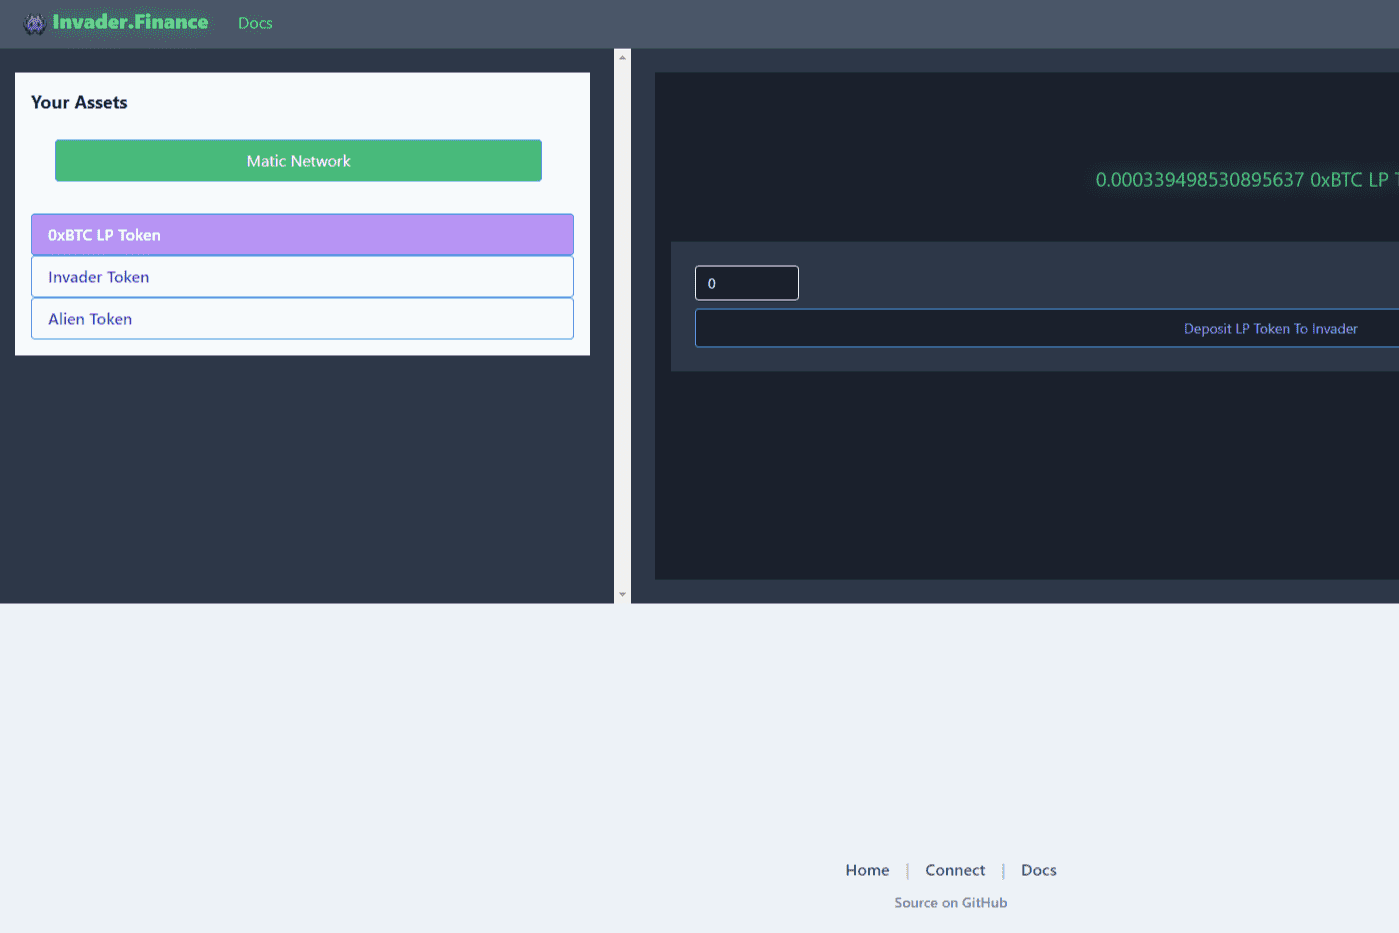 Invader.Finance Docs
Your Assets
Matic Network
0xBTC LP Token
Invader Token
Alien Token
0.000339498530895637 0xBTC LP
0
Deposit LP Token To Invader
Home | Connect | Docs
Source on GitHub